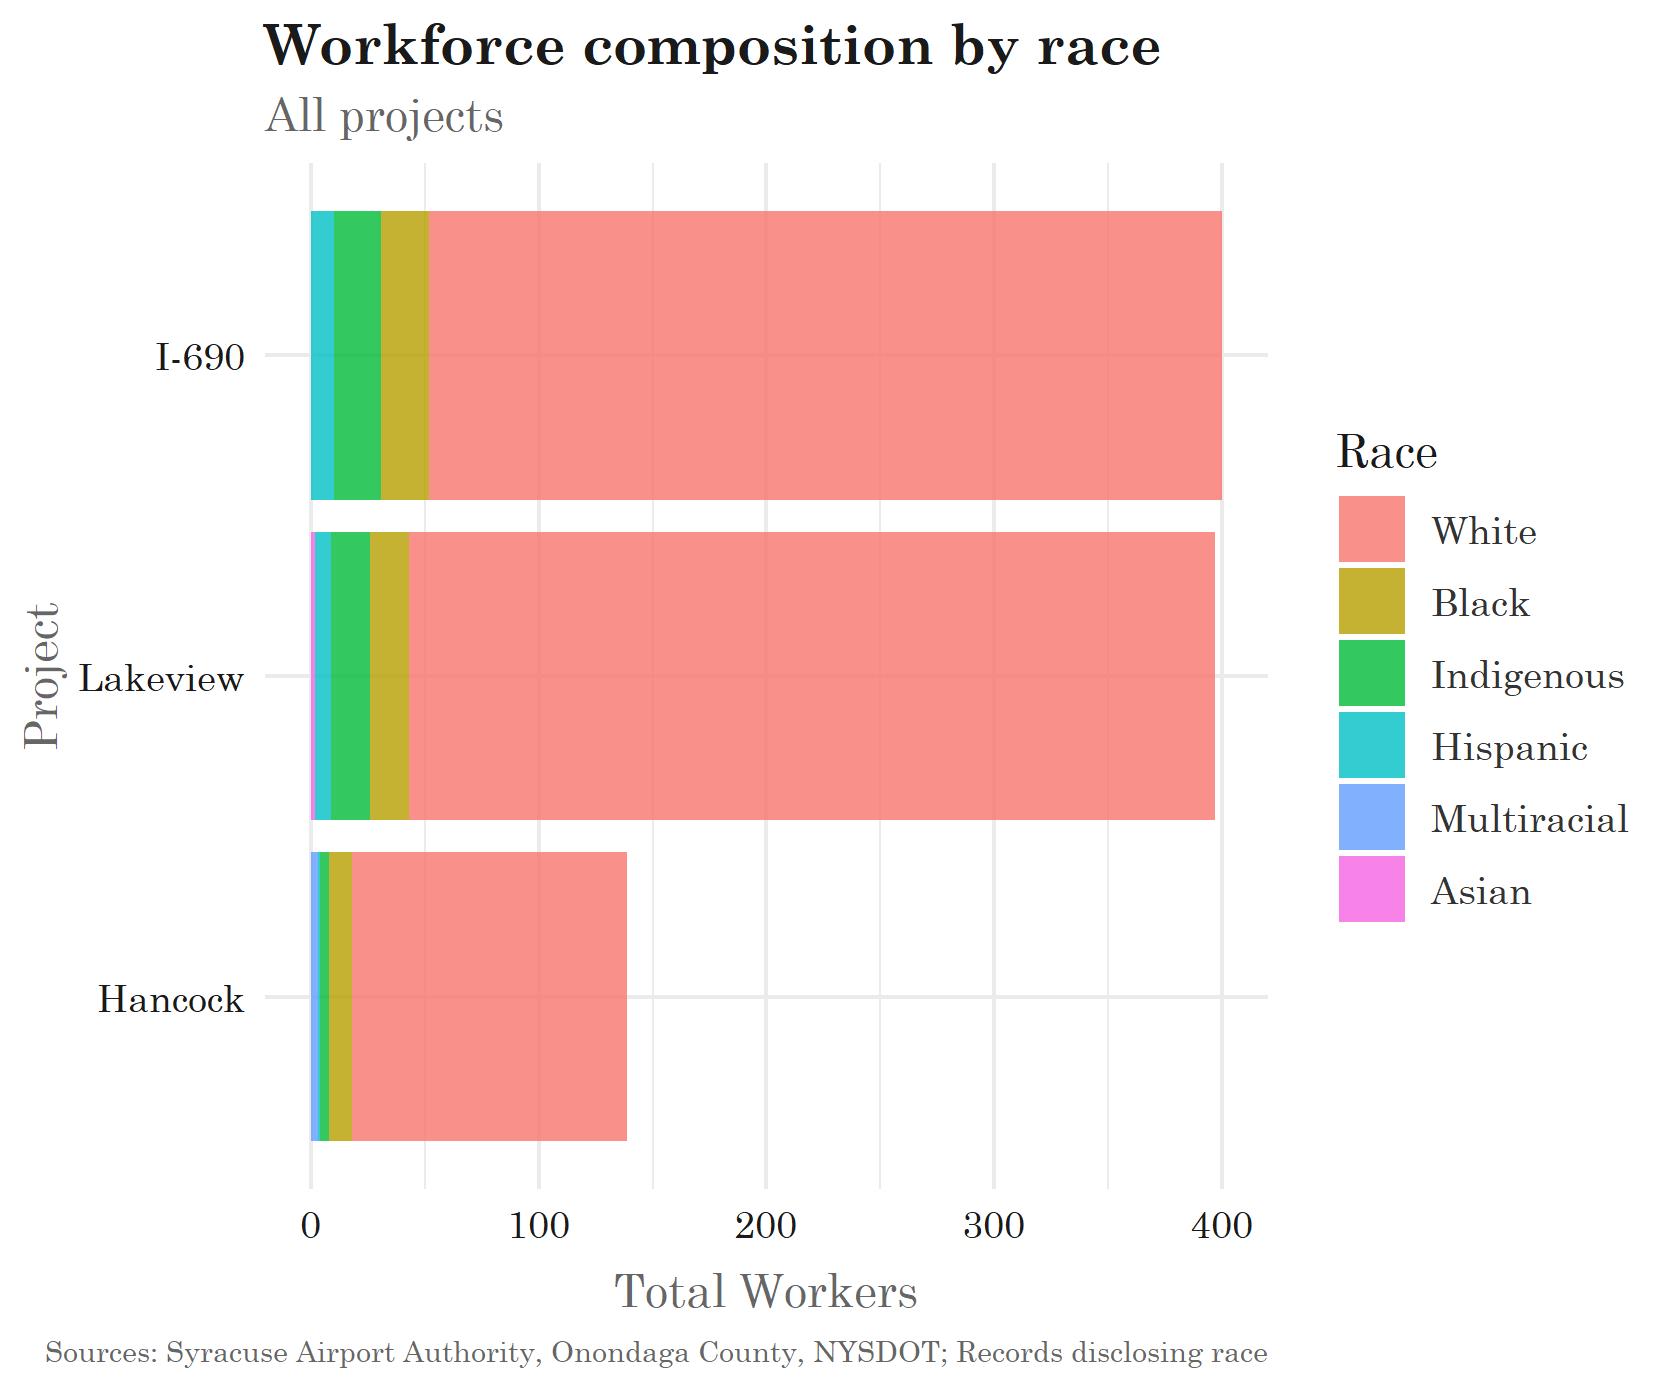 Workforce composition by race
All projects
I-690
Lakeview
Hancock
Project
0 100 200 300 400
Total Workers
Race
White
Black
Indigenous
Hispanic
Multiracial
Asian
Sources: Syracuse Airport Authority, Onondaga County, NYSDOT; Records disclosing race